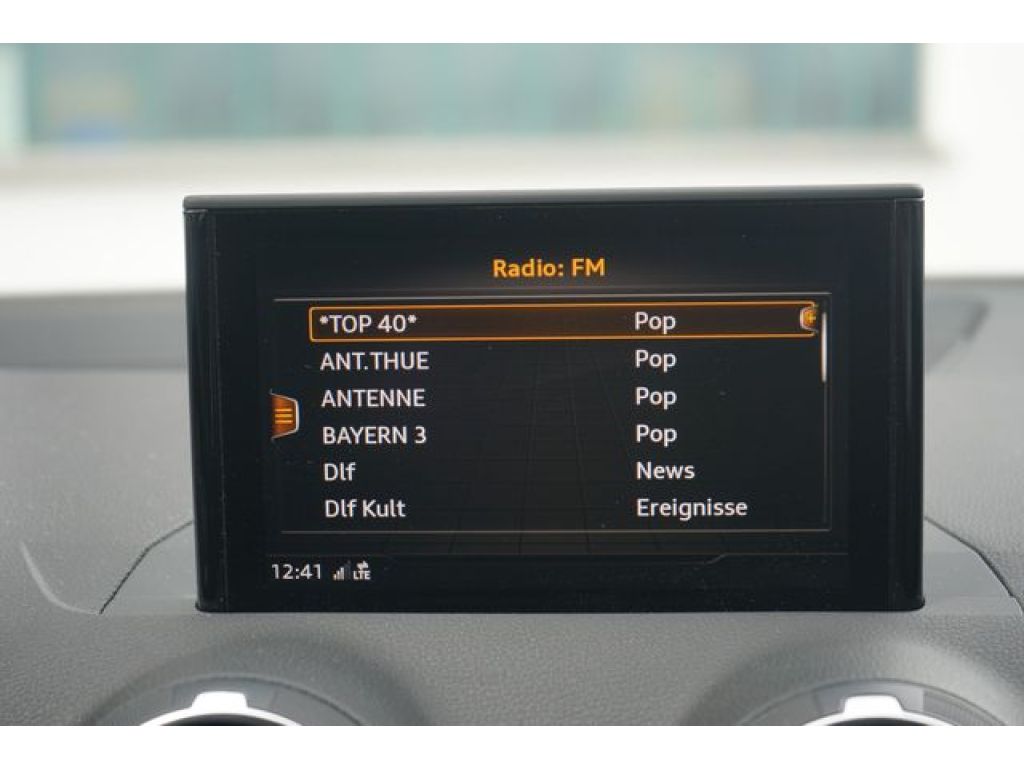 Radio: FM
*TOP 40* Pop
ANT.THUE Pop
ANTENNE Pop
BAYERN 3 Pop
Dlf News
Dlf Kult Ereignisse
12:41 LTE